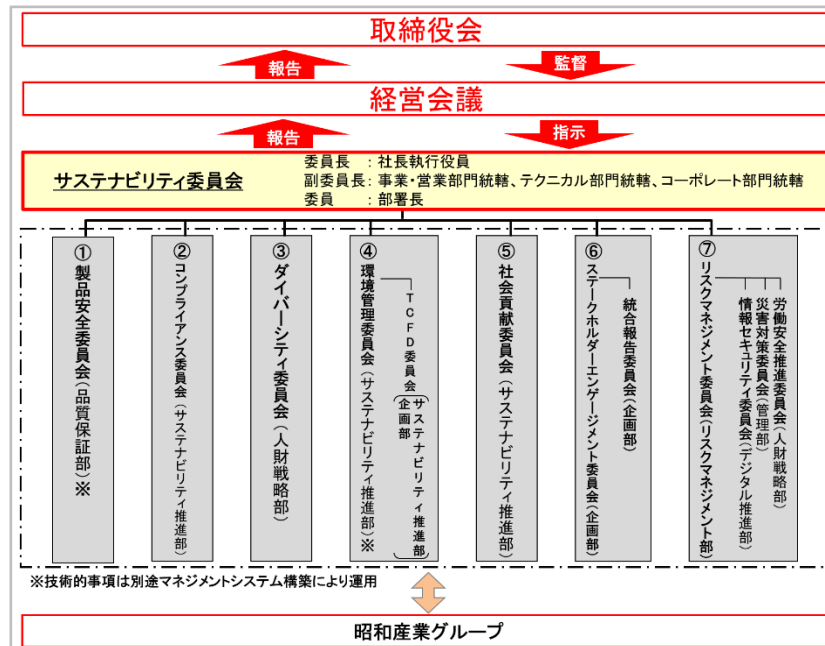 取締役会
報告
監督
経営会議
報告
指示
サステナビリティ委員会
委員長 : 社長執行役員
副委員長: 事業・営業部門統轄、テクニカル部門統轄、コーポレート部門統轄
委員 : 部署長
①製品安全委員会(品質保証部)※
②コンプライアンス委員会(サステナビリティ推進部)
③ダイバーシティ委員会(人財戦略部)
④環境管理委員会(サステナビリティ推進部)※
TCFD委員会(サステナビリティ推進部
企画部)
⑤社会貢献委員会(サステナビリティ推進部)
⑥ステークホルダーエンゲージメント委員会(企画部)
統合報告委員会(企画部)
⑦リスクマネジメント委員会(リスクマネジメント部)
労働安全推進委員会(人財戦略部)
災害対策委員会(管理部)
情報セキュリティ委員会(デジタル推進部)
※技術的事項は別途マネジメントシステム構築により運用
昭和産業グループ